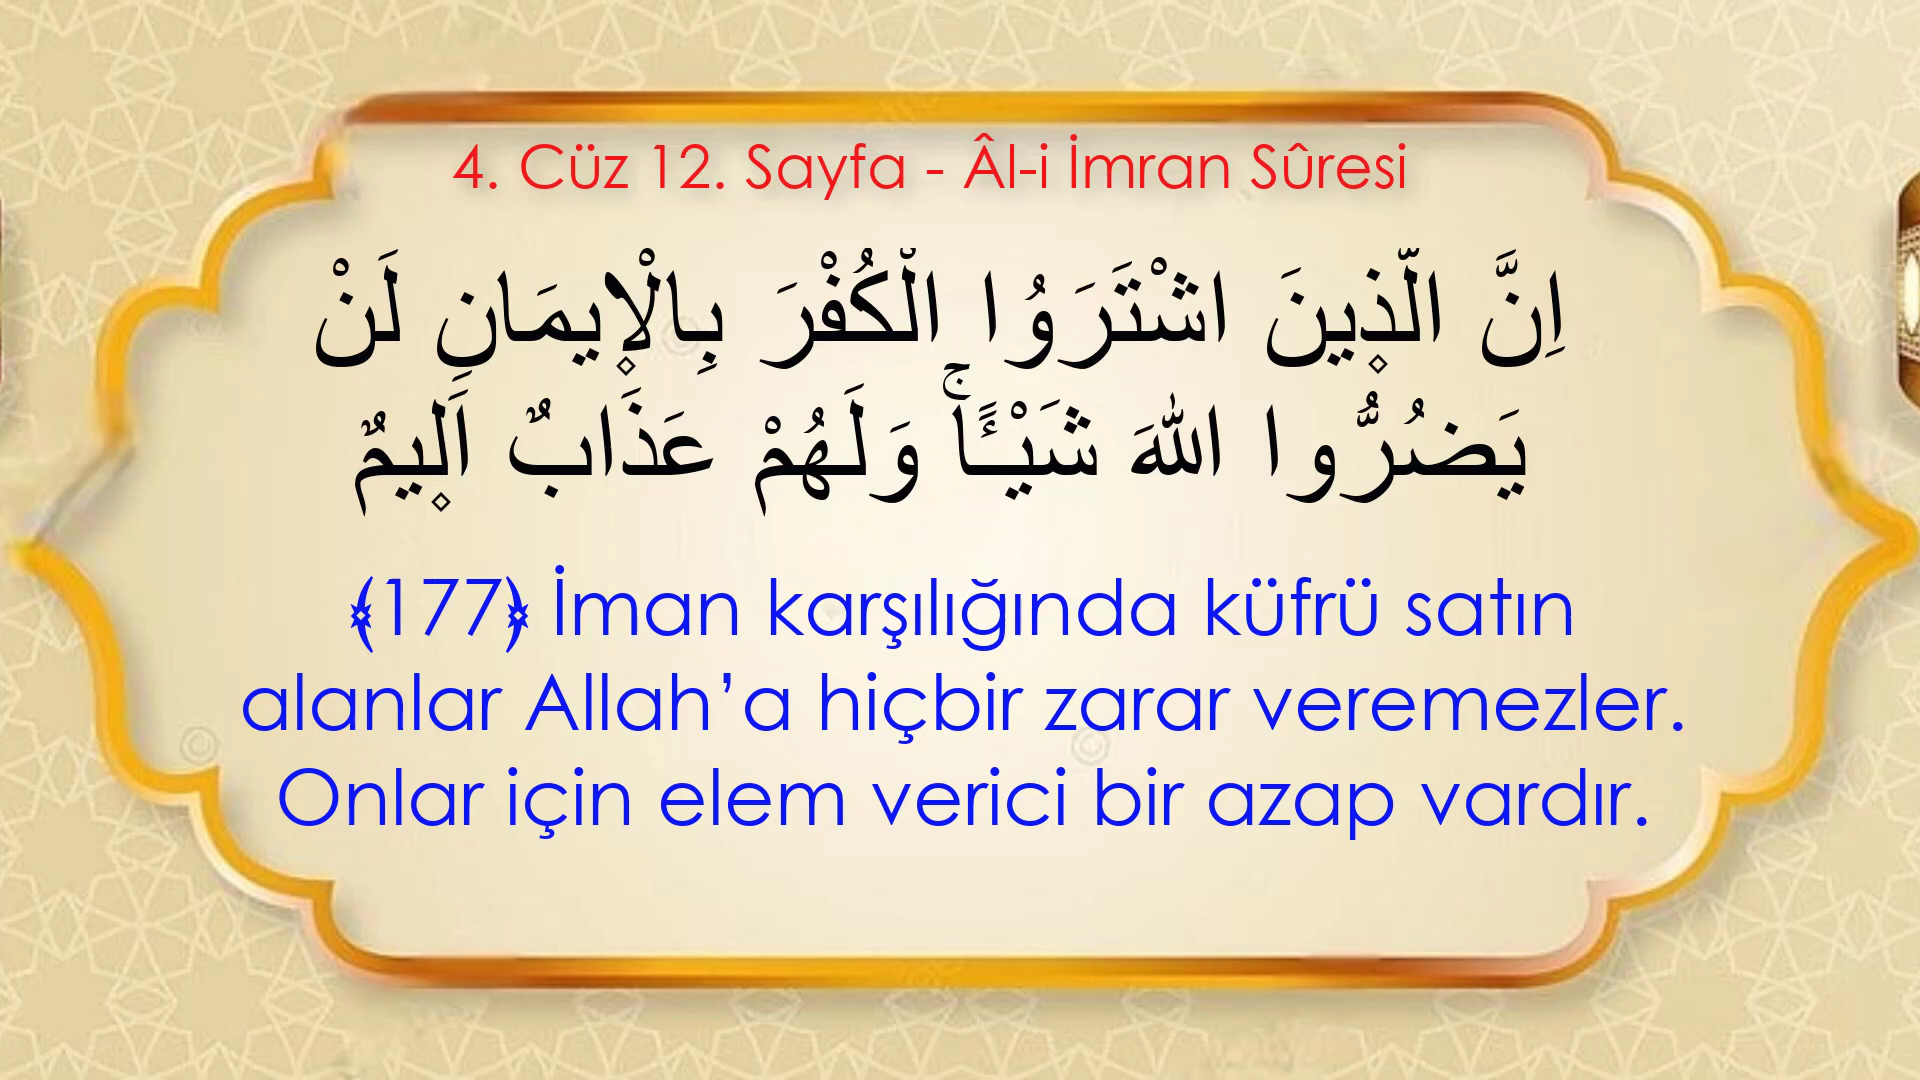 4. Cüz 12. Sayfa - Âl-i İmran Sûresi
اِنَّ الَّذ۪ينَ اشْتَرَوُا الْكُفْرَ بِالْا۪يمَانِ لَنْ
يَضُرُّوا اللهَ شَيْـًٔاۚ وَلَهُمْ عَذَابٌ اَل۪يمٌ
﴾177﴿ İman karşılığında küfrü satın
alanlar Allah’a hiçbir zarar veremezler.
Onlar için elem verici bir azap vardır.